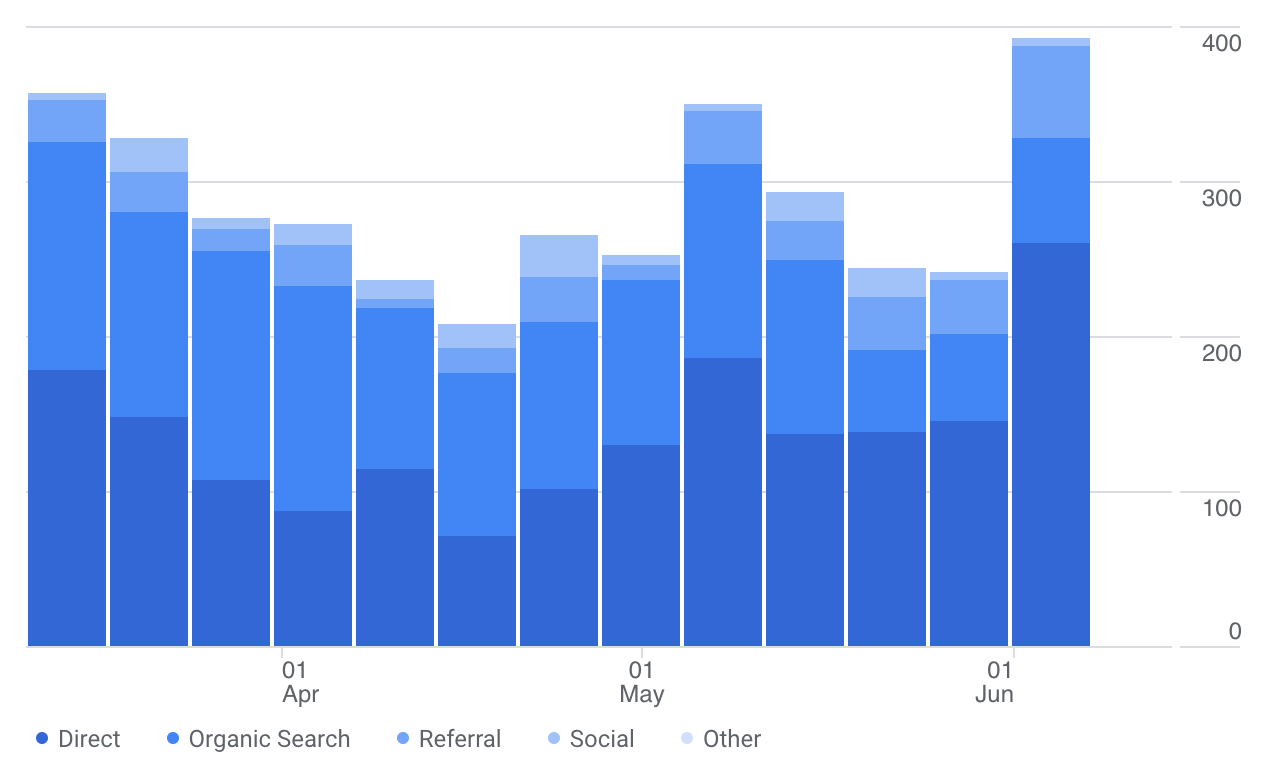 400
300
200
100
0
01 Apr
01 May
01 Jun
Direct Organic Search Referral Social Other